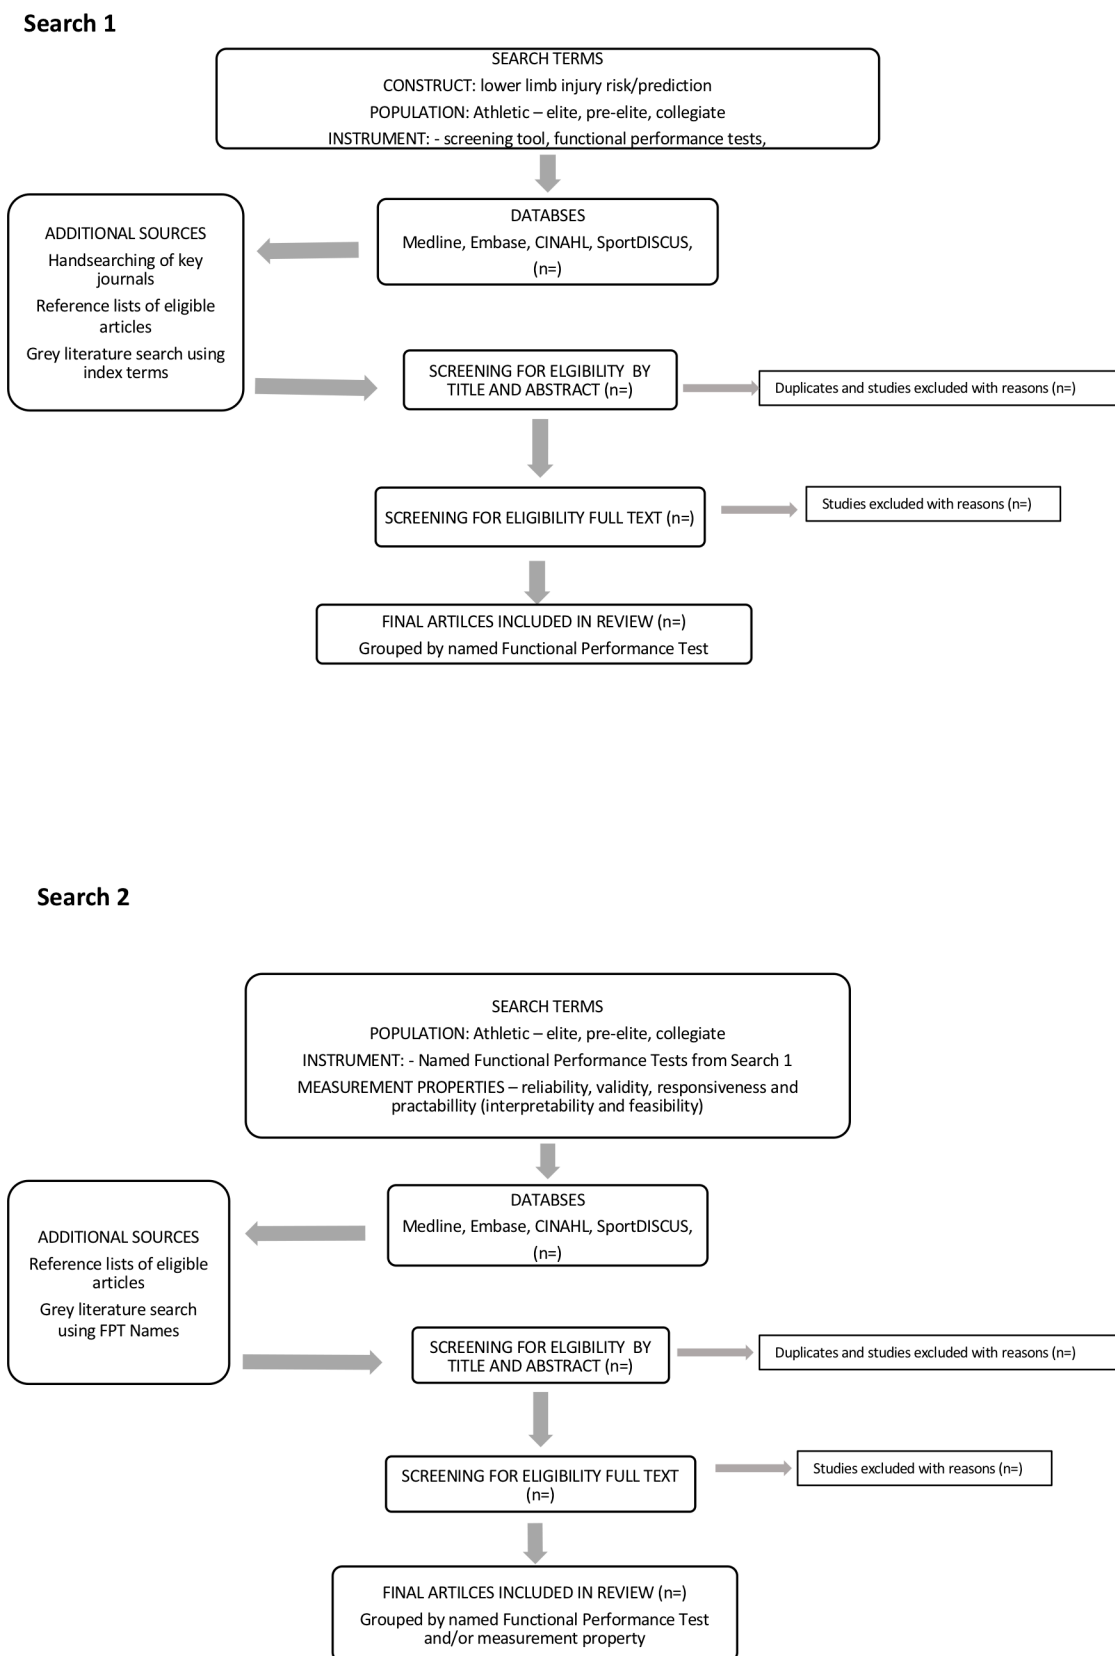 Search 1
SEARCH TERMS
CONSTRUCT: lower limb injury risk/prediction
POPULATION: Athletic – elite, pre-elite, collegiate
INSTRUMENT: - screening tool, functional performance tests,
DATABSES
Medline, Embase, CINAHL, SportDISCUS,
(n=)
ADDITIONAL SOURCES
Handsearching of key
journals
Reference lists of eligible
articles
Grey literature search using
index terms
SCREENING FOR ELGIBILITY BY
TITLE AND ABSTRACT (n=)
Duplicates and studies excluded with reasons (n=)
SCREENING FOR ELIGIBILITY FULL TEXT (n=)
Studies excluded with reasons (n=)
FINAL ARTILCES INCLUDED IN REVIEW (n=)
Grouped by named Functional Performance Test
Search 2
SEARCH TERMS
POPULATION: Athletic – elite, pre-elite, collegiate
INSTRUMENT: - Named Functional Performance Tests from Search 1
MEASUREMENT PROPERTIES – reliability, validity, responsiveness and
practabillity (interpretability and feasibility)
DATABSES
Medline, Embase, CINAHL, SportDISCUS,
(n=)
ADDITIONAL SOURCES
Reference lists of eligible
articles
Grey literature search
using FPT Names
SCREENING FOR ELGIBILITY BY
TITLE AND ABSTRACT (n=)
Duplicates and studies excluded with reasons (n=)
SCREENING FOR ELIGIBILITY FULL TEXT
(n=)
Studies excluded with reasons (n=)
FINAL ARTILCES INCLUDED IN REVIEW (n=)
Grouped by named Functional Performance Test
and/or measurement property